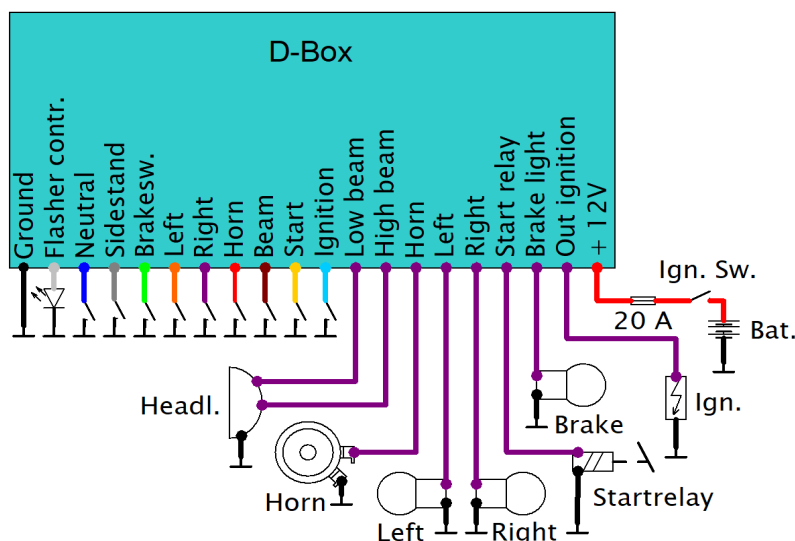 D-Box
Ground
Flasher contr.
Neutral
Sidestand
Brakesw.
Left
Right
Horn
Beam
Start
Ignition
Low beam
High beam
Horn
Left
Right
Start relay
Brake light
Out ignition
+ 12V
Ign. Sw.
20 A
Bat.
Headl.
Ign.
Brake
Horn
Startrelay
Left
Right